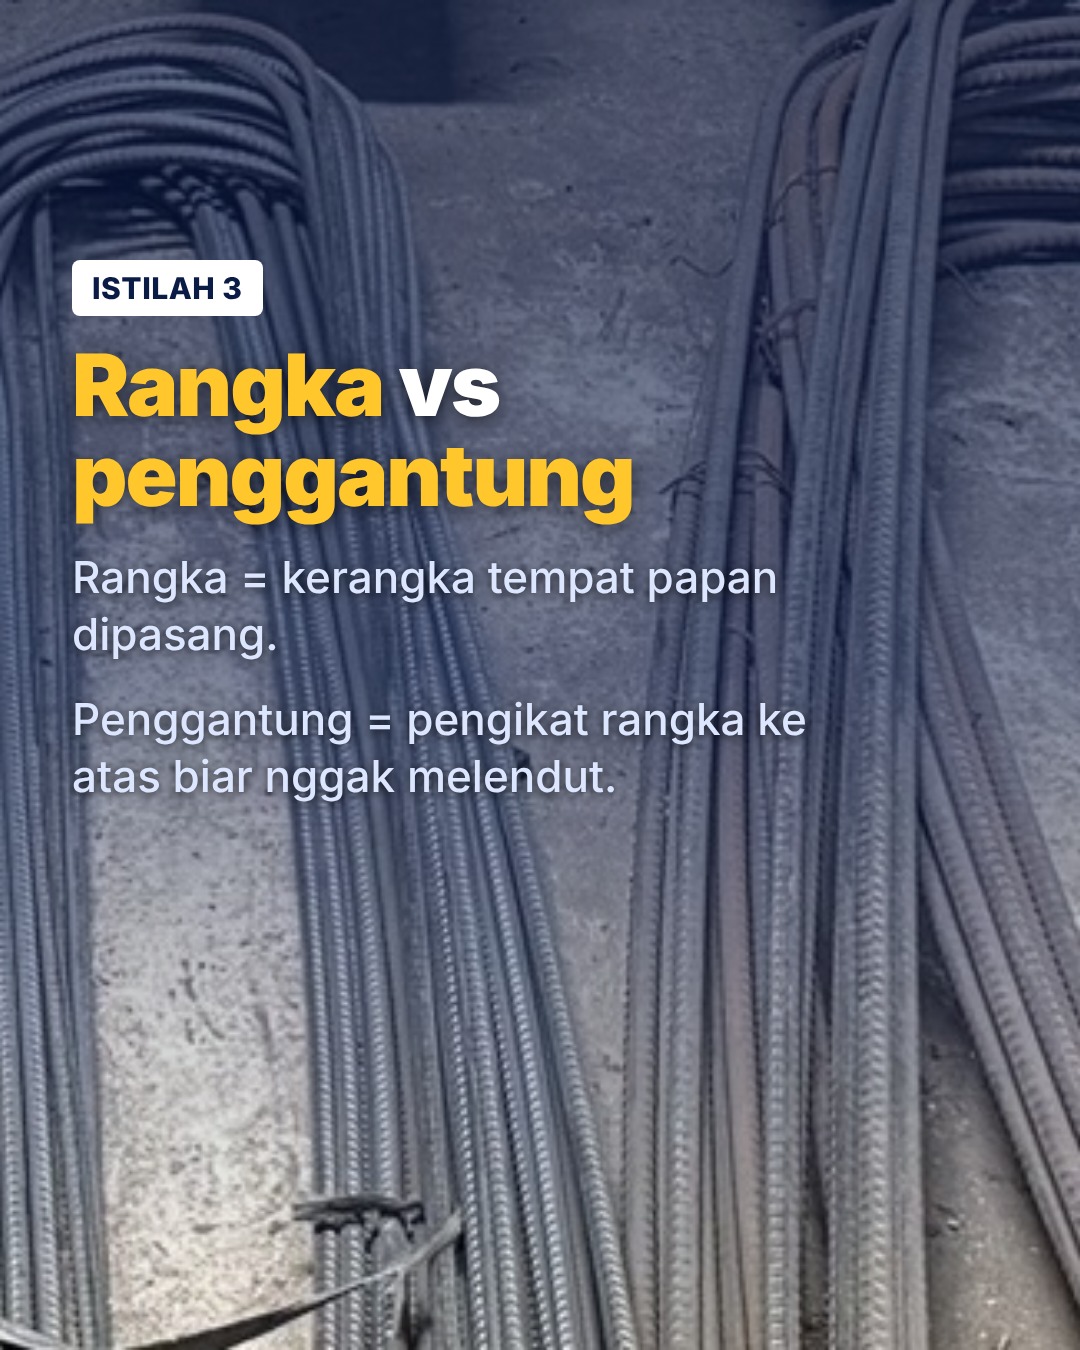 ISTILAH 3
Rangka vs
penggantung
Rangka = kerangka tempat papan
dipasang.
Penggantung = pengikat rangka ke
atas biar nggak melendut.